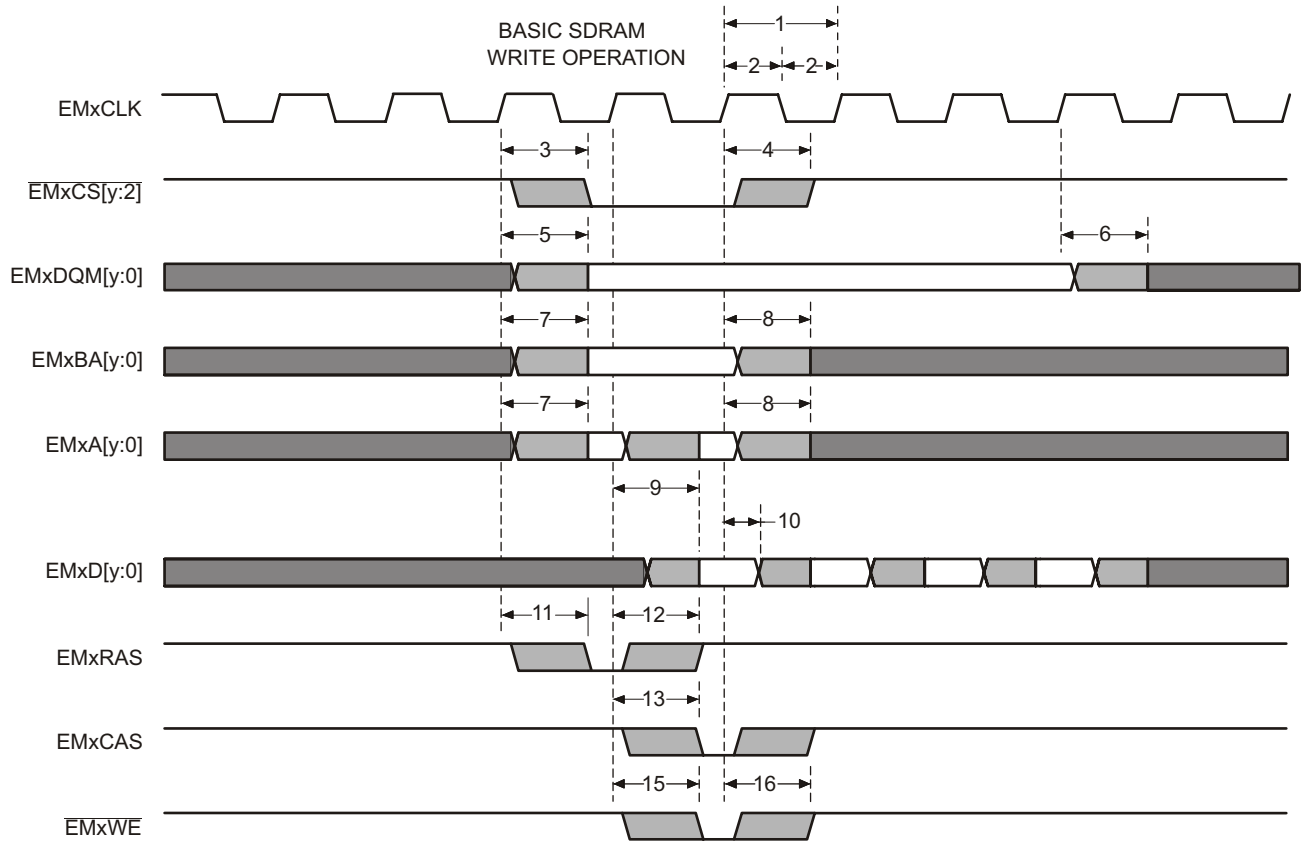 BASIC SDRAM
WRITE OPERATION
1
2 2
EMxCLK
3 4
EMxCS[y:2]
5 6
EMxDQM[y:0]
7 8
EMxBA[y:0]
7 8
EMxA[y:0]
9
10
EMxD[y:0]
11 12
EMxRAS
13
EMxCAS
15 16
EMxWE